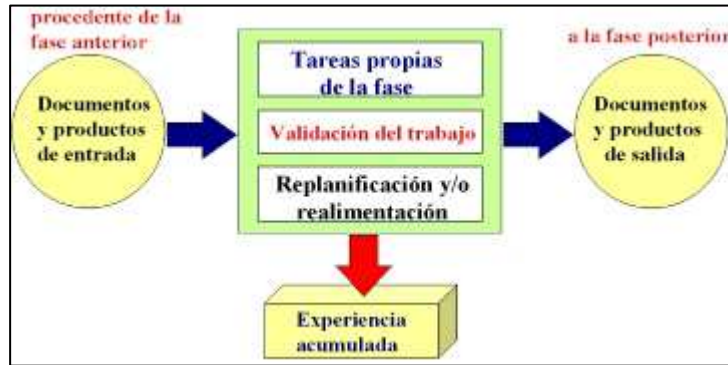 procedente de la
fase anterior
a la fase posterior
Documentos
y productos
de entrada
Tareas propias
de la fase
Validación del trabajo
Replanificación y/o
realimentación
Documentos
y productos
de salida
Experiencia
acumulada